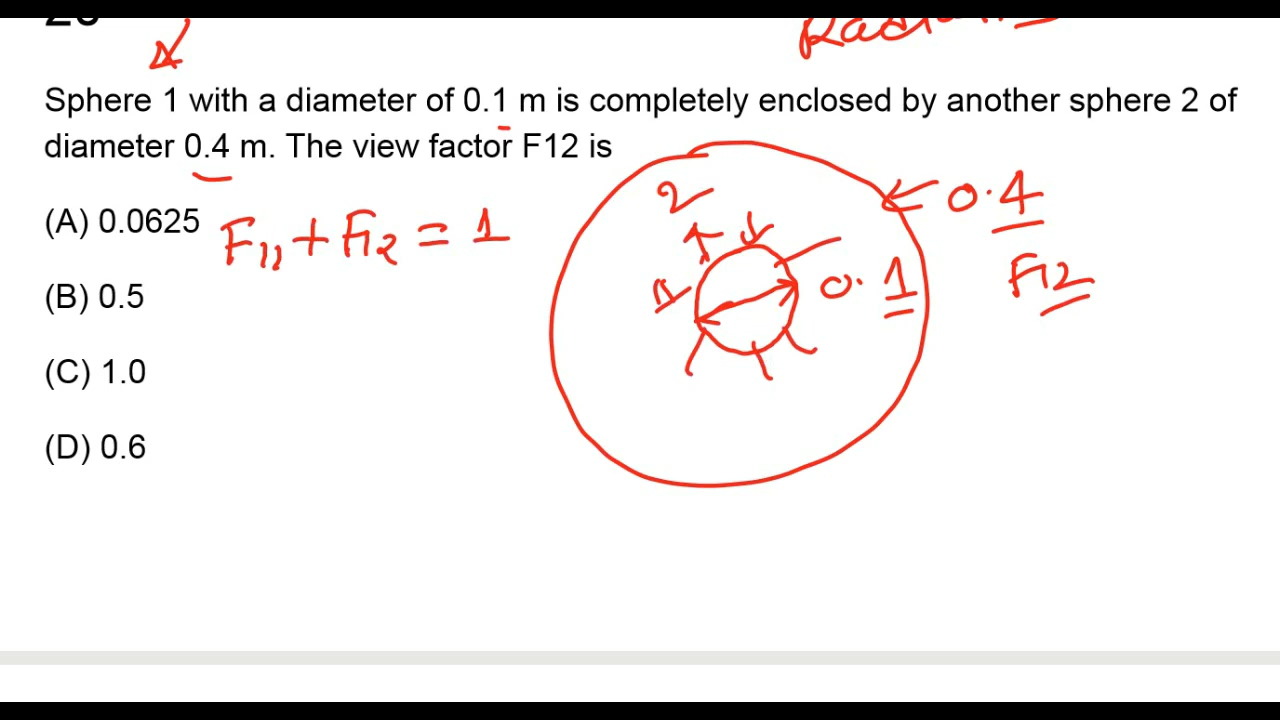 Sphere 1 with a diameter of 0.1 m is completely enclosed by another sphere 2 of
diameter 0.4 m. The view factor F12 is
(A) 0.0625
F11 + F12 = 1
(B) 0.5
(C) 1.0
(D) 0.6
2
0.4
1
0.1
F12